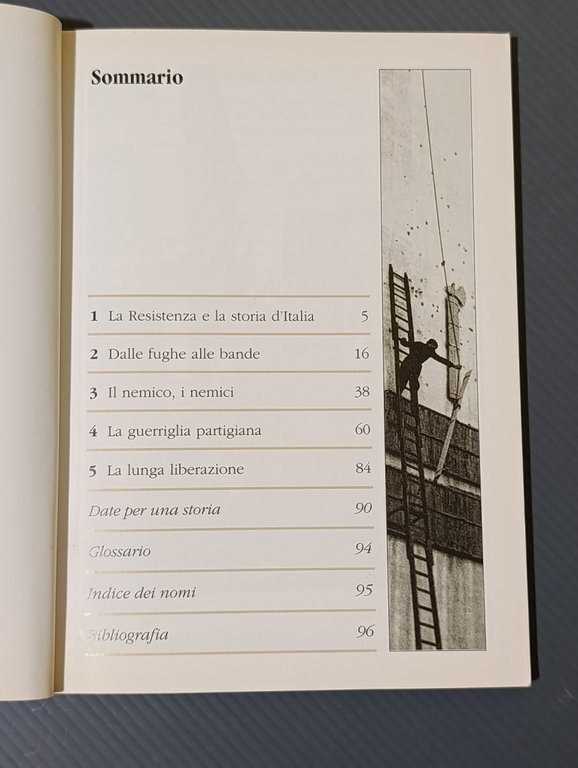 Sommario
1 La Resistenza e la storia d'Italia 5
2 Dalle fughe alle bande 16
3 Il nemico, i nemici 38
4 La guerriglia partigiana 60
5 La lunga liberazione 84
Date per una storia 90
Glossario 94
Indice dei nomi 95
Bibliografia 96